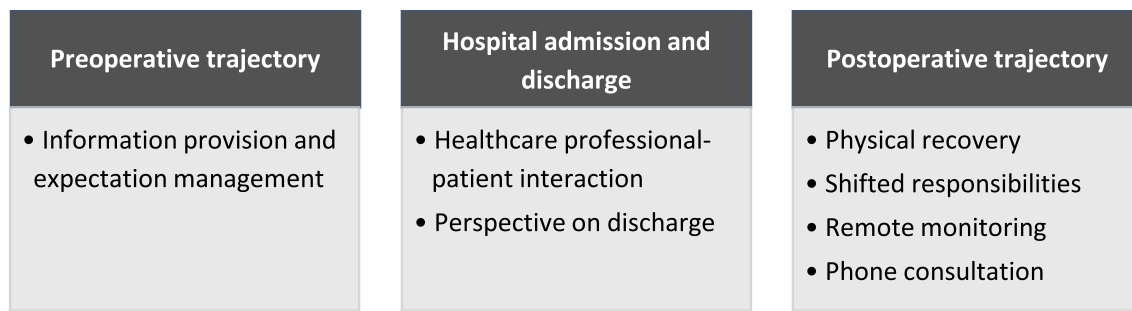 Preoperative trajectory
• Information provision and
expectation management
Hospital admission and
discharge
• Healthcare professional-
patient interaction
• Perspective on discharge
Postoperative trajectory
• Physical recovery
• Shifted responsibilities
• Remote monitoring
• Phone consultation